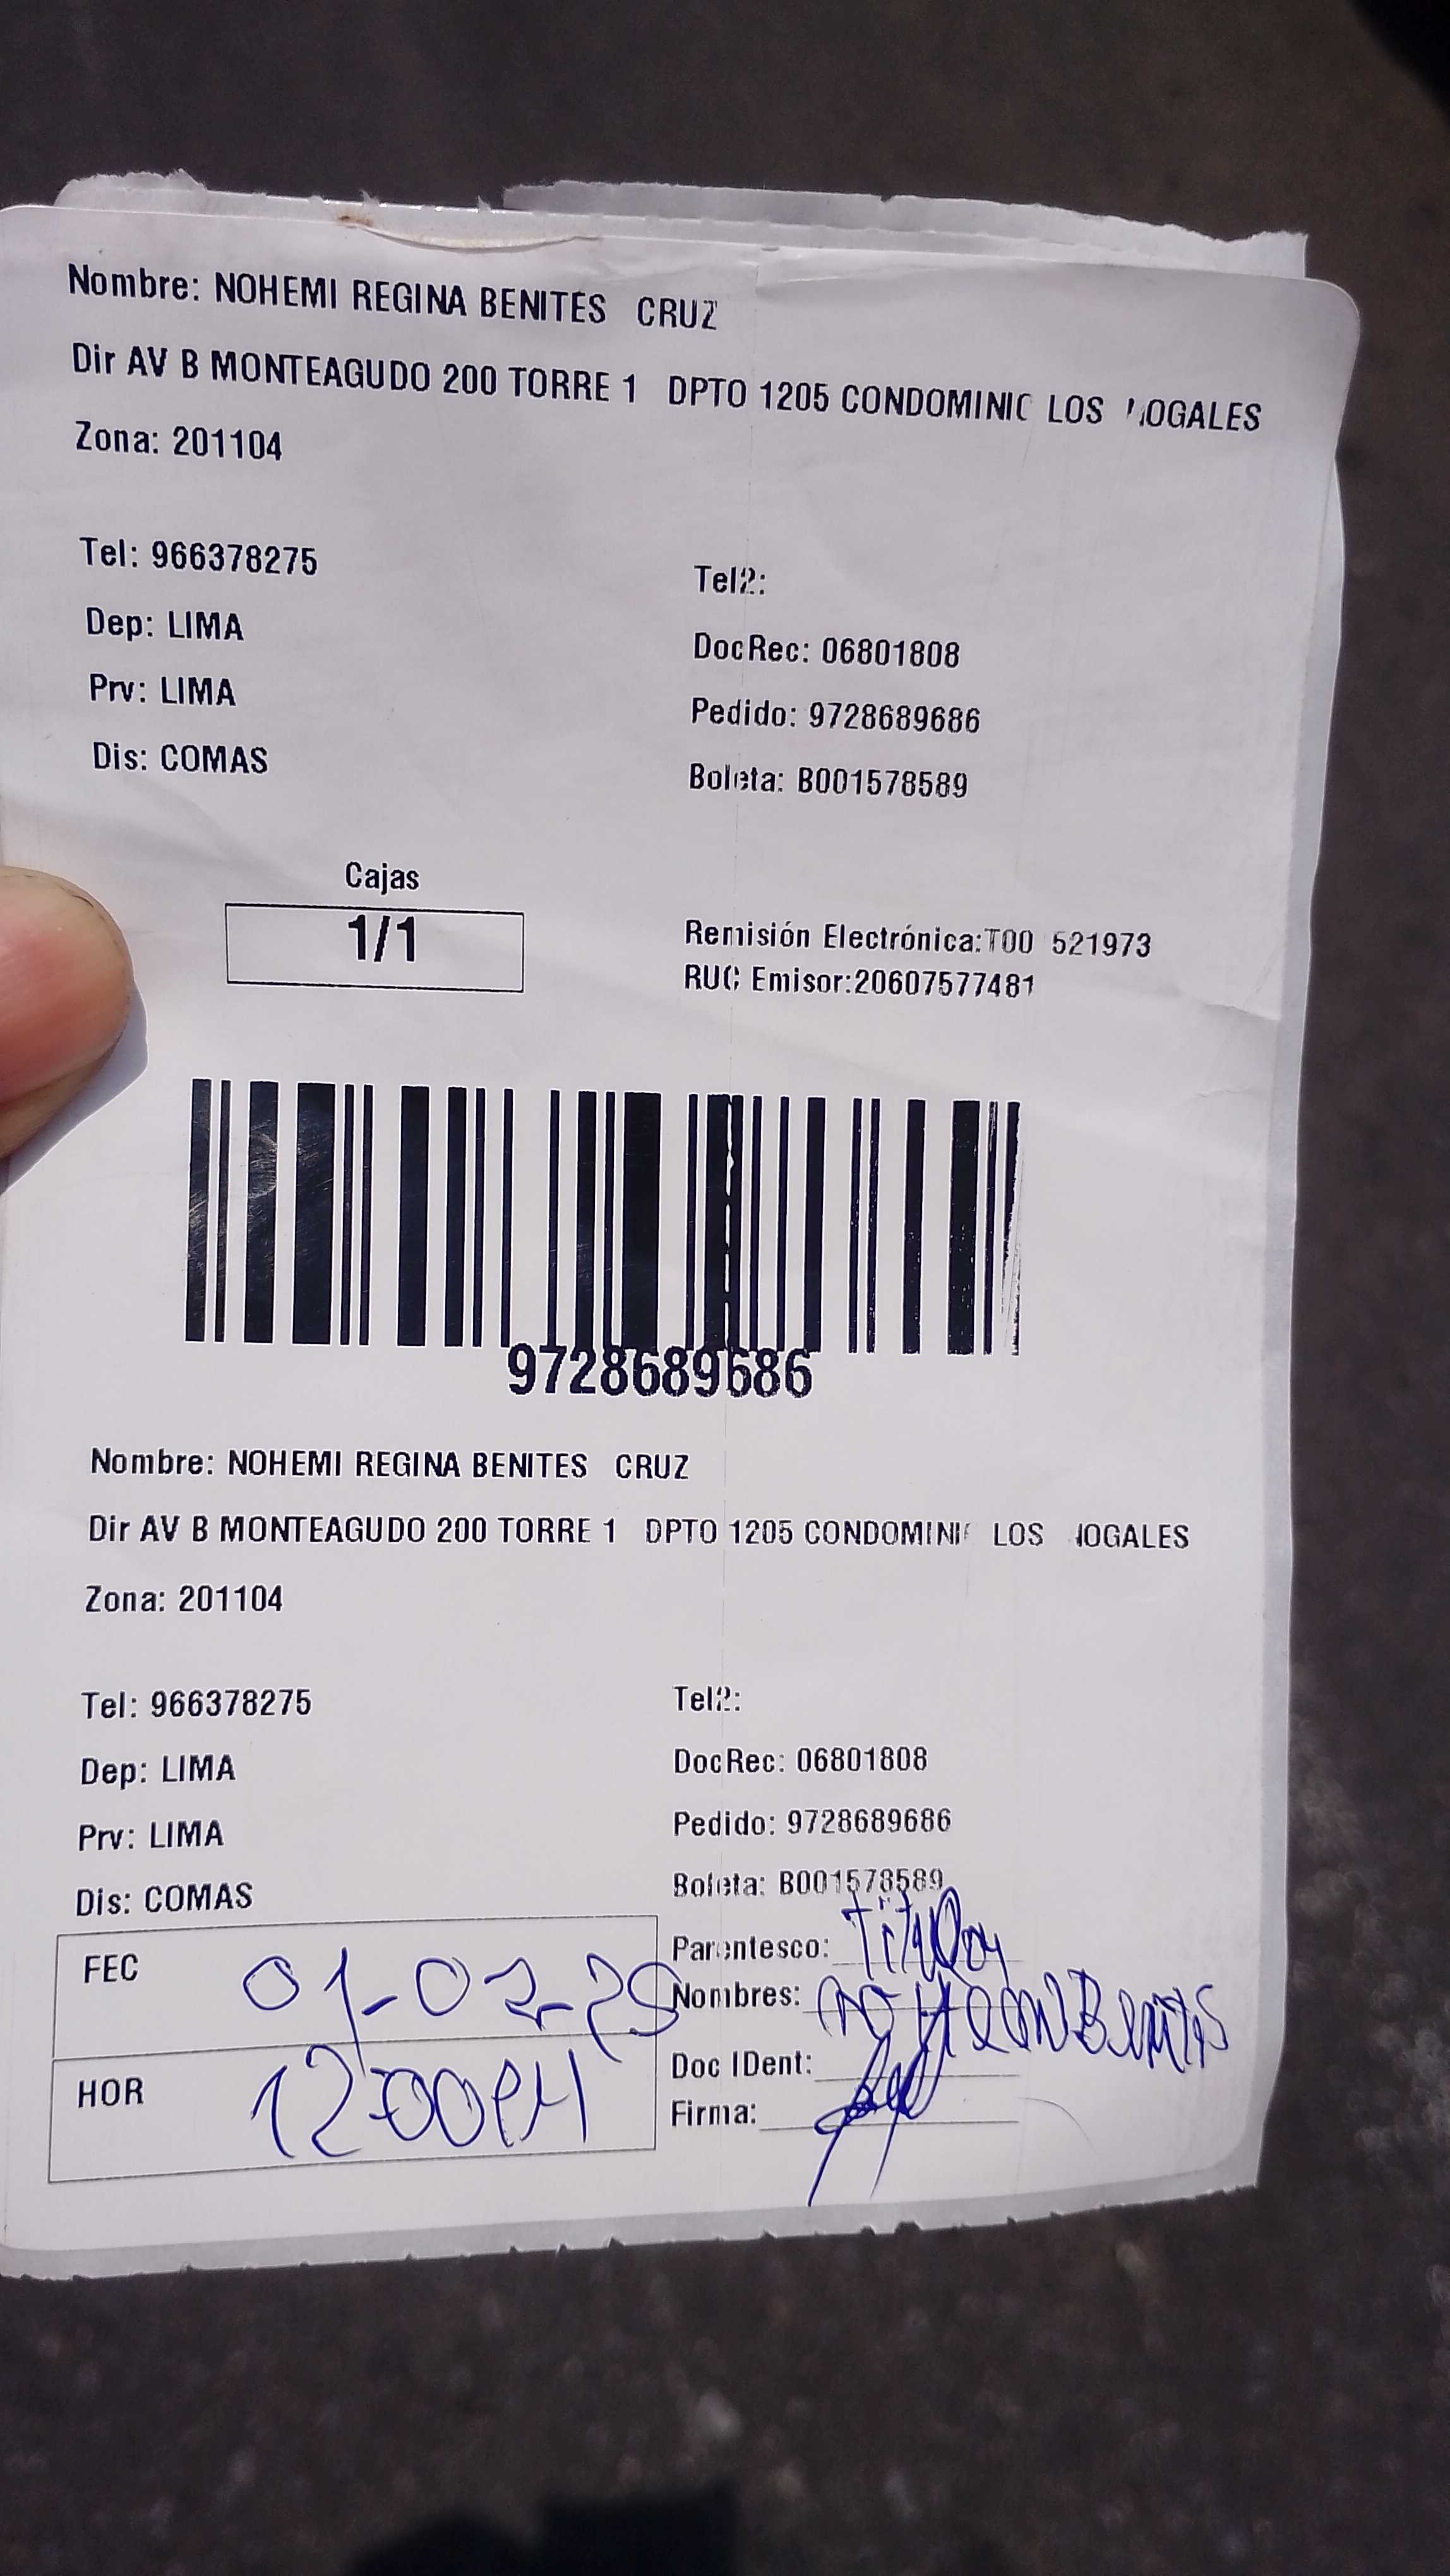 Nombre: NOHEMI REGINA BENITES CRUZ
Dir AV B MONTEAGUDO 200 TORRE 1 DPTO 1205 CONDOMINIO LOS NOGALES
Zona: 201104
Tel: 966378275
Tel2:
Dep: LIMA
DocRec: 06801808
Prv: LIMA
Pedido: 9728689686
Dis: COMAS
Boleta: B001578589
Cajas
1/1
Remisión Electrónica:T00 521973
RUC Emisor:20607577481
9728689686
Nombre: NOHEMI REGINA BENITES CRUZ
Dir AV B MONTEAGUDO 200 TORRE 1 DPTO 1205 CONDOMINIO LOS NOGALES
Zona: 201104
Tel: 966378275
Tel2:
Dep: LIMA
DocRec: 06801808
Prv: LIMA
Pedido: 9728689686
Dis: COMAS
Boleta: B001578589
FEC 01-02-25
Parentesco: Titular
Nombres: Benites
HOR 12:00PM
Doc IDent:
Firma: